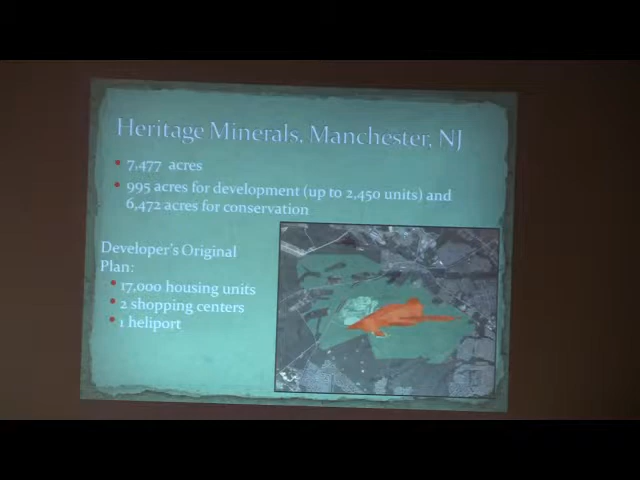 Heritage Minerals, Manchester, NJ
• 7,477 acres
• 995 acres for development (up to 2,450 units) and
6,472 acres for conservation
Developer's Original
Plan:
• 17,000 housing units
• 2 shopping centers
• 1 heliport